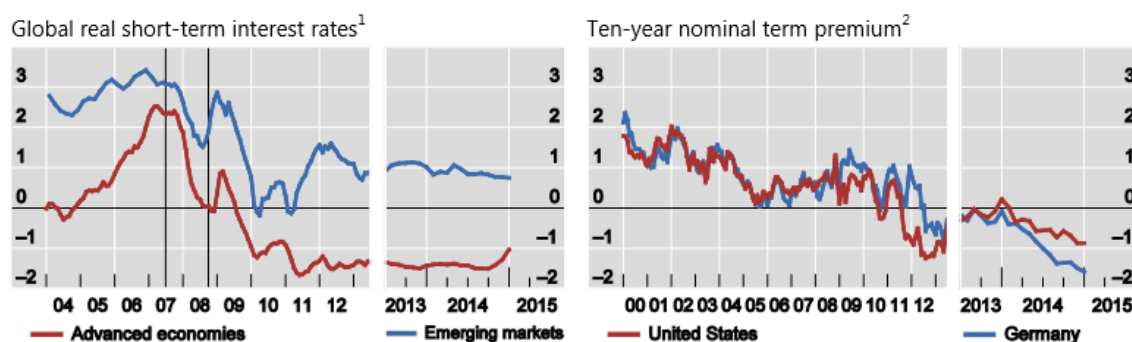 Global real short-term interest rates1
Ten-year nominal term premium2
3 3 3 3
2 2 2 2
1 1 1 1
0 0 0 0
–1 –1 –1 –1
–2 –2 –2 –2
04 05 06 07 08 09 10 11 12 2013 2014 2015 00 01 02 03 04 05 06 07 08 09 10 11 12 2013 2014 2015
Advanced economies Emerging markets United States Germany